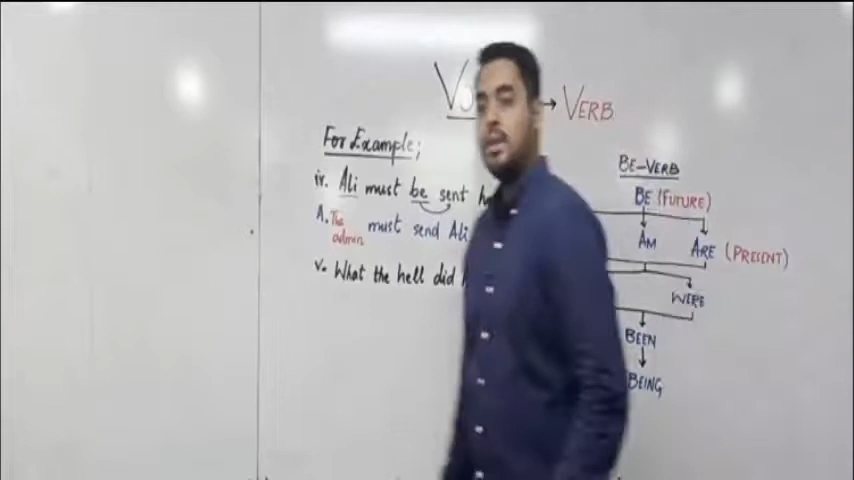 → VERB
For Example;
iv. Ali must be sent
A. The admin must send Ali
v. What the hell did
BE-VERB
BE (FUTURE)
AM ARE (PRESENT)
WERE
BEEN
BEING